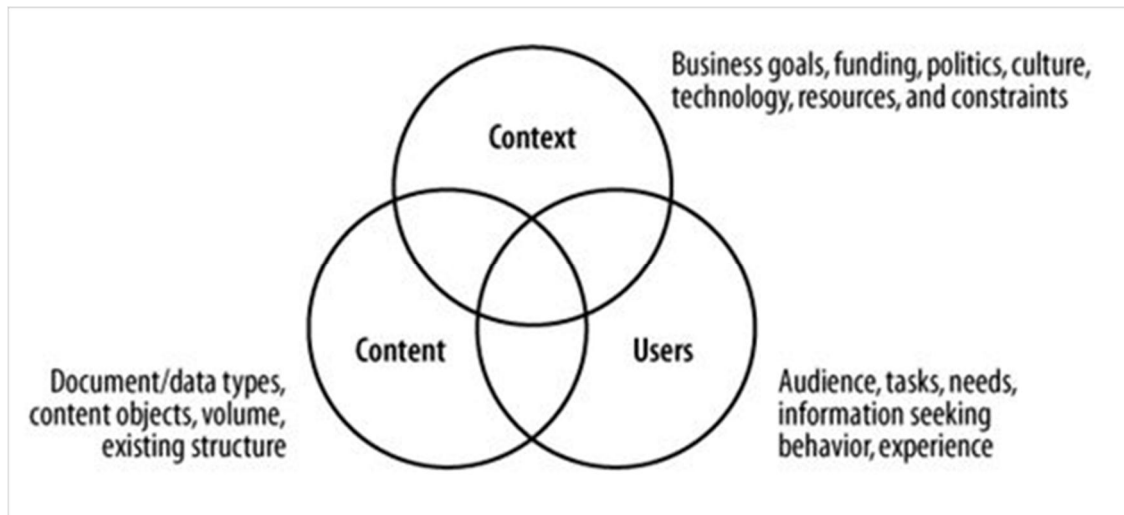 Business goals, funding, politics, culture,
technology, resources, and constraints
Context
Content
Users
Document/data types,
content objects, volume,
existing structure
Audience, tasks, needs,
information seeking
behavior, experience